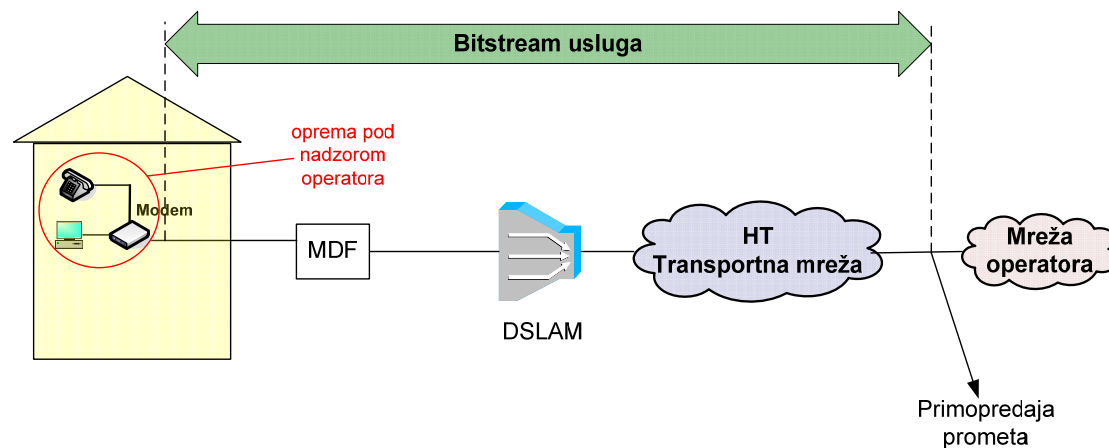 Bitstream usluga
oprema pod
nadzorom
operatora
Modem
MDF
DSLAM
HT
Transportna mreža
Mreža
operatora
Primopredaja
prometa